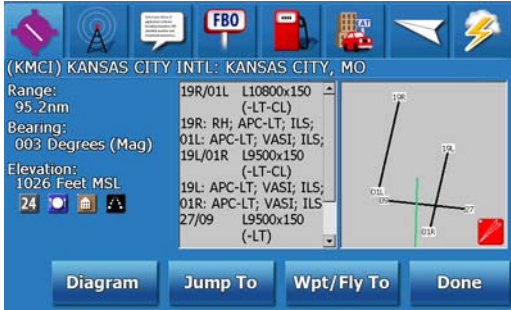 FBO
AT
(KMCI) KANSAS CITY INTL: KANSAS CITY, MO
Range:
95.2nm
Bearing:
003 Degrees (Mag)
Elevation:
1026 Feet MSL
24
19R/01L L10800x150
(-LT-CL)
19R: RH; APC-LT; ILS;
01L: APC-LT; VASI; ILS;
19L/01R L9500x150
(-LT-CL)
19L: APC-LT; VASI; ILS;
01R: APC-LT; VASI; ILS
27/09 L9500x150
(-LT)
19R
19L
01L
09
27
01R
Diagram
Jump To
Wpt/Fly To
Done